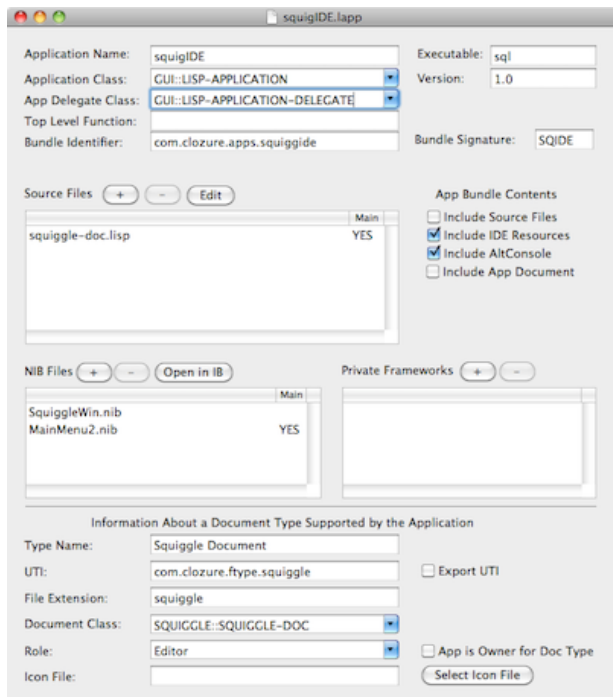 squigIDE.lapp
Application Name: squigIDE Executable: sql
Application Class: GUI::LISP-APPLICATION Version: 1.0
App Delegate Class: GUI::LISP-APPLICATION-DELEGATE
Top Level Function:
Bundle Identifier: com.clozure.apps.squiggide Bundle Signature: SQIDE
Source Files + - Edit App Bundle Contents
Main Include Source Files
squiggle-doc.lisp YES Include IDE Resources
Include AltConsole
Include App Document
NIB Files + - Open in IB Private Frameworks + -
Main
SquiggleWin.nib
MainMenu2.nib YES
Information About a Document Type Supported by the Application
Type Name: Squiggle Document
UTI: com.clozure.ftype.squiggle Export UTI
File Extension: squiggle
Document Class: SQUIGGLE::SQUIGGLE-DOC
Role: Editor App is Owner for Doc Type
Icon File: Select Icon File